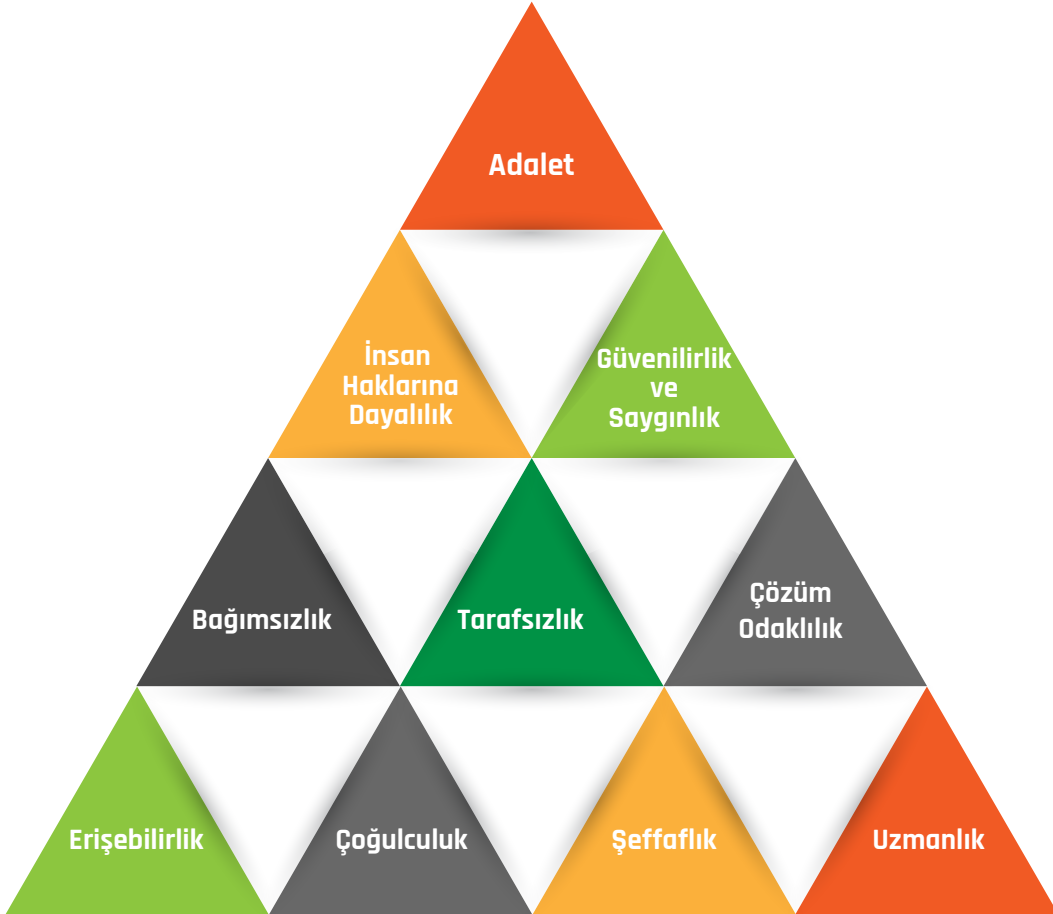 Adalet
İnsan
Haklarına
Dayalılık
Güvenilirlik
ve
Saygınlık
Bağımsızlık
Tarafsızlık
Çözüm
Odaklılık
Erişebilirlik
Çoğulculuk
Şeffaflık
Uzmanlık